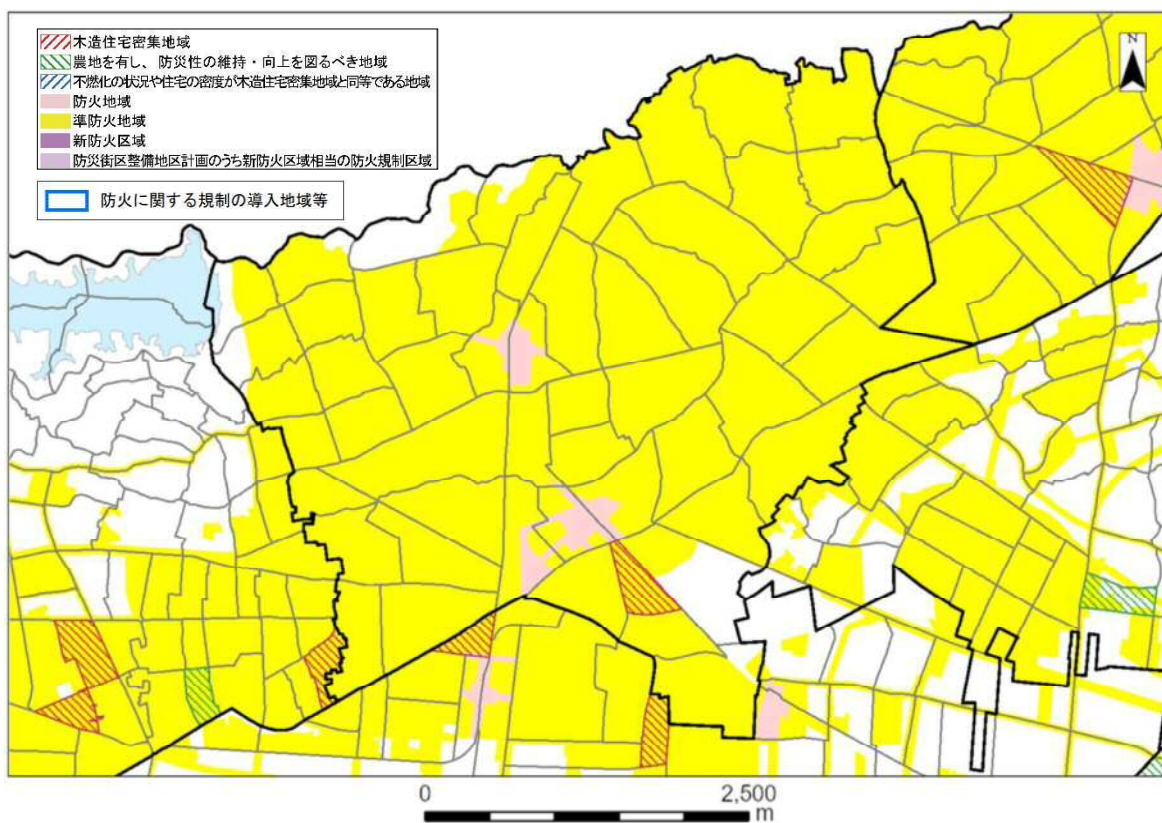 木造住宅密集地域
農地を有し、防災性の維持・向上を図るべき地域
不燃化の状況や住宅の密度が木造住宅密集地域と同等である地域
防火地域
準防火地域
新防火区域
防災街区整備地区計画のうち新防火区域相当の防火規制区域
防火に関する規制の導入地域等
N
0 2,500
m